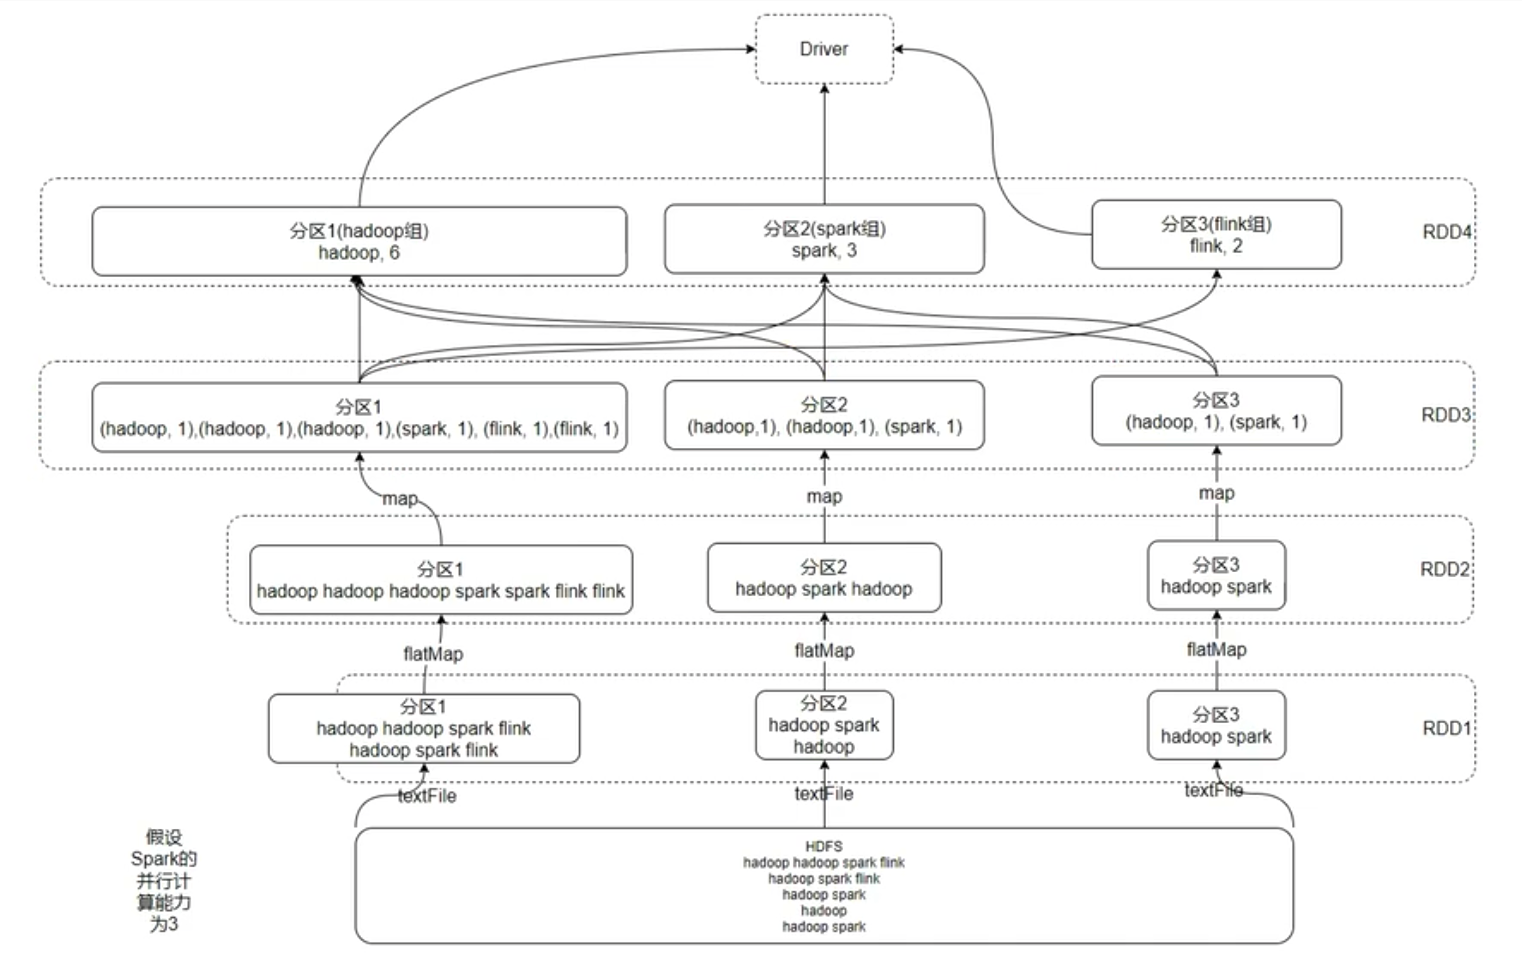 Driver
分区1(hadoop组)
hadoop, 6
分区2(spark组)
spark, 3
分区3(flink组)
flink, 2
RDD4
分区1
(hadoop, 1),(hadoop, 1),(hadoop, 1),(spark, 1), (flink, 1),(flink, 1)
分区2
(hadoop,1), (hadoop,1), (spark, 1)
分区3
(hadoop, 1), (spark, 1)
RDD3
map
map
map
分区1
hadoop hadoop hadoop spark spark flink flink
分区2
hadoop spark hadoop
分区3
hadoop spark
RDD2
flatMap
flatMap
flatMap
分区1
hadoop hadoop spark flink
hadoop spark flink
分区2
hadoop spark
hadoop
分区3
hadoop spark
RDD1
textFile
textFile
textFile
假设
Spark的
并行计
算能力
为3
HDFS
hadoop hadoop spark flink
hadoop spark flink
hadoop spark
hadoop
hadoop spark